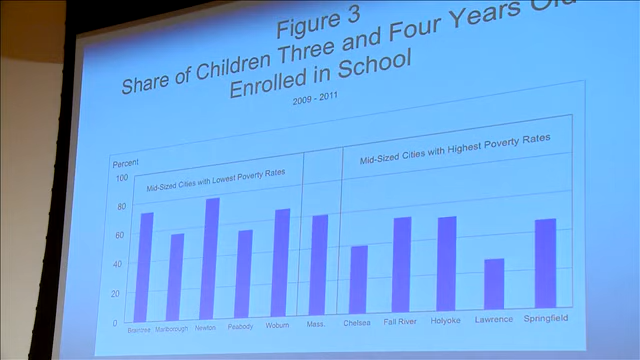 Figure 3
Share of Children Three and Four Years Old
Enrolled in School
2009 - 2011
Percent
100
80
60
40
20
0
Mid-Sized Cities with Lowest Poverty Rates
Mid-Sized Cities with Highest Poverty Rates
Braintree Marlborough Newton Peabody Woburn Mass. Chelsea Fall River Holyoke Lawrence Springfield